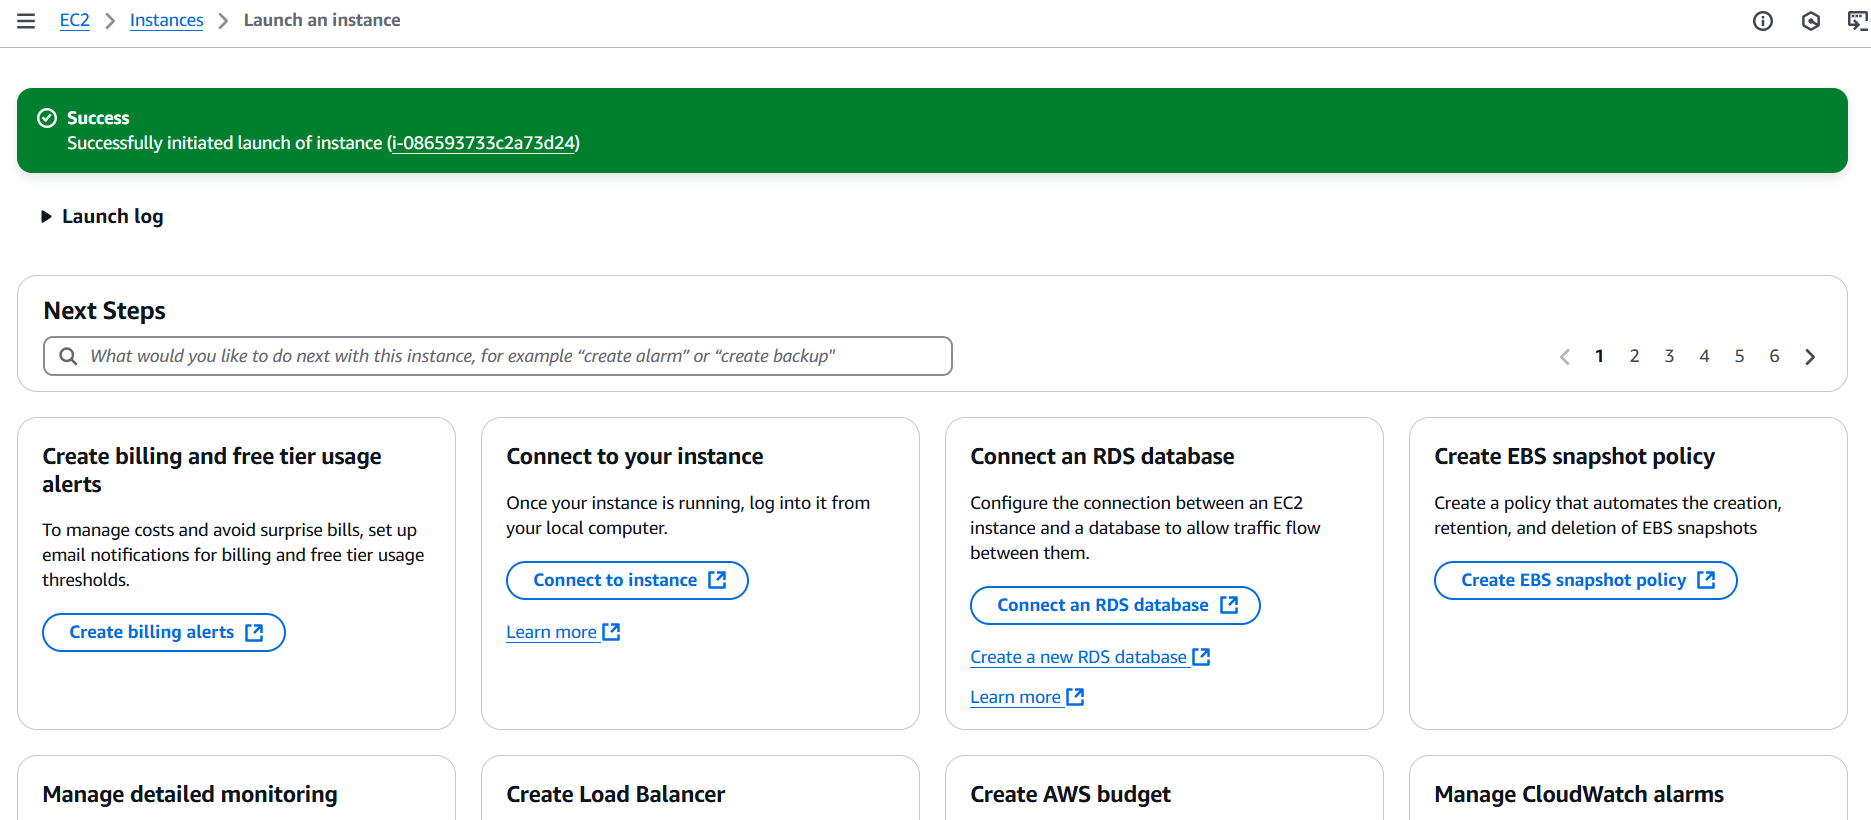 EC2 > Instances > Launch an instance
Success
Successfully initiated launch of instance (i-086593733c2a73d24)
Launch log
Next Steps
What would you like to do next with this instance, for example “create alarm” or “create backup"
1 2 3 4 5 6
Create billing and free tier usage
alerts
To manage costs and avoid surprise bills, set up
email notifications for billing and free tier usage
thresholds.
Create billing alerts
Connect to your instance
Once your instance is running, log into it from
your local computer.
Connect to instance
Learn more
Connect an RDS database
Configure the connection between an EC2
instance and a database to allow traffic flow
between them.
Connect an RDS database
Create a new RDS database
Learn more
Create EBS snapshot policy
Create a policy that automates the creation,
retention, and deletion of EBS snapshots
Create EBS snapshot policy
Manage detailed monitoring
Create Load Balancer
Create AWS budget
Manage CloudWatch alarms